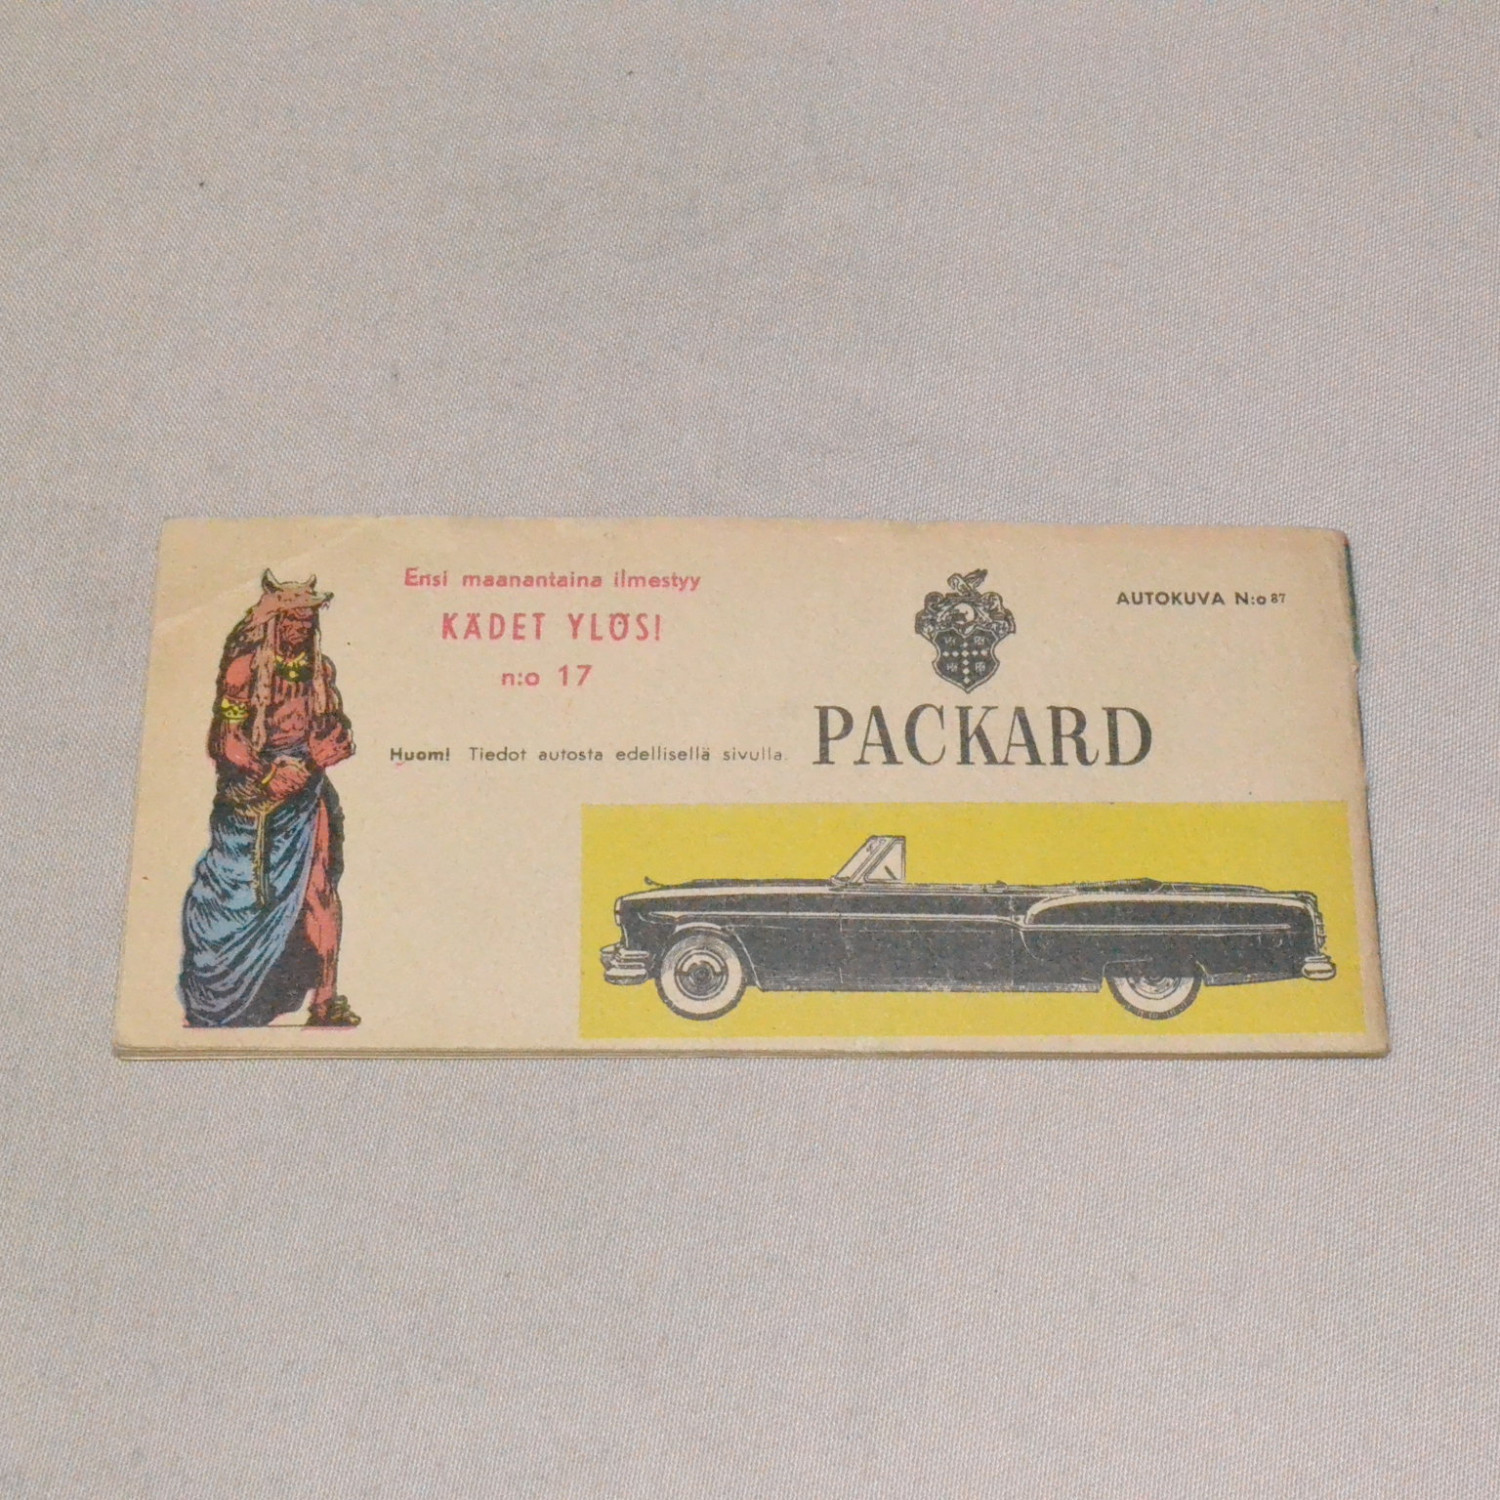 Ensi maanantaina ilmestyy
KÄDET YLÖS!
n:o 17
Huom! Tiedot autosta edellisellä sivulla.
AUTOKUVA N:o 87
PACKARD